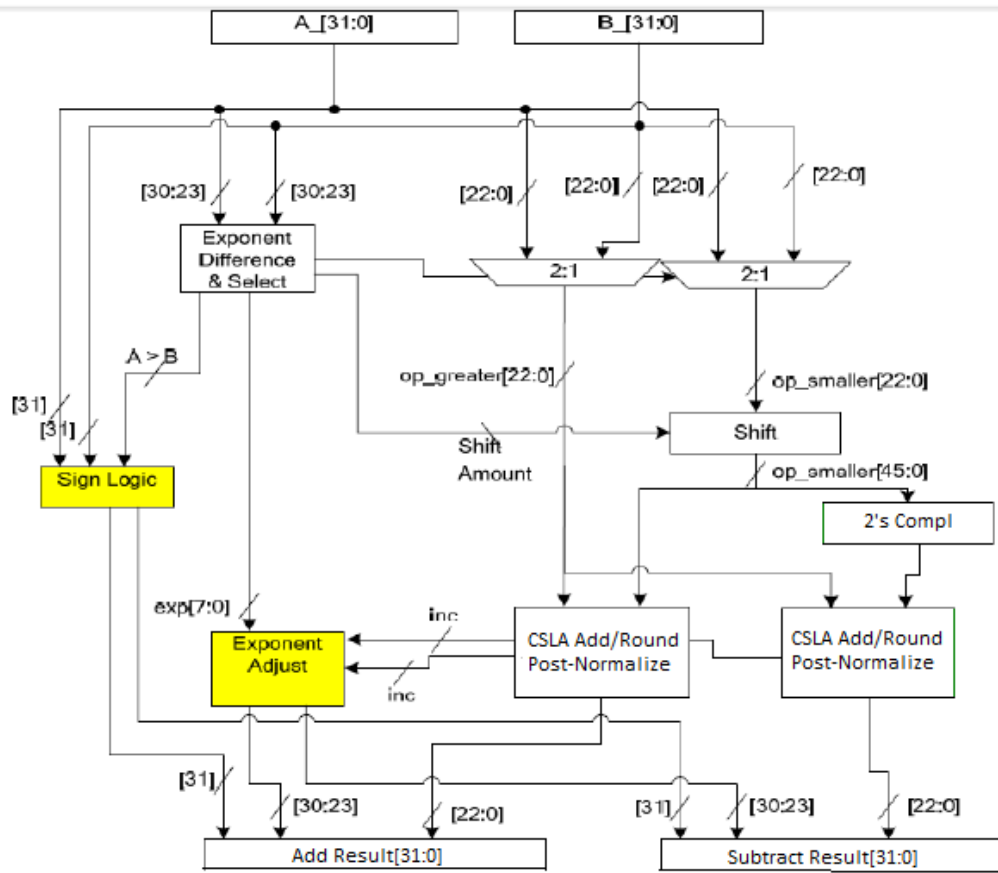 A_[31:0]
B_[31:0]
[30:23]
[30:23]
[22:0]
[22:0]
[22:0]
[22:0]
Exponent
Difference
& Select
2:1
2:1
A > B
op_greater[22:0]
op_smaller[22:0]
[31]
[31]
Shift
Amount
Shift
Sign Logic
op_smaller[45:0]
2's Compl
exp[7:0]
inc
Exponent
Adjust
inc
CSLA Add/Round
Post-Normalize
CSLA Add/Round
Post-Normalize
[31]
[30:23]
[22:0]
[31]
[30:23]
[22:0]
Add Result[31:0]
Subtract Result[31:0]